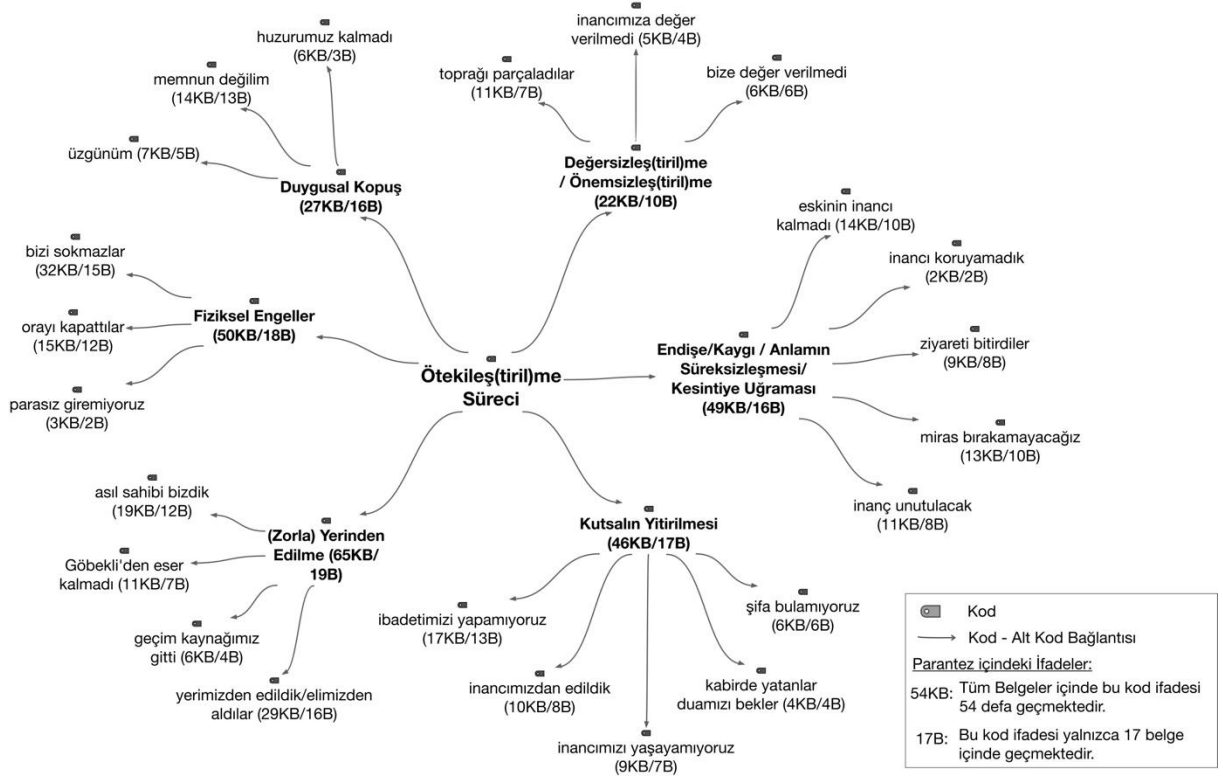 huzurumuz kalmadı
(6KB/3B)
memnun değilim
(14KB/13B)
üzgünüm (7KB/5B)
Duygusal Kopuş
(27KB/16B)
inancımıza değer
verilmedi (5KB/4B)
toprağı parçaladılar
(11KB/7B)
bize değer verilmedi
(6KB/6B)
Değersizleş(tiril)me
/ Önemsizleş(tiril)me
(22KB/10B)
bizi sokmazlar
(32KB/15B)
orayı kapattılar
(15KB/12B)
parasız giremiyoruz
(3KB/2B)
Fiziksel Engeller
(50KB/18B)
Ötekileş(tiril)me
Süreci
eskinin inancı
kalmadı (14KB/10B)
inancı koruyamadık
(2KB/2B)
ziyareti bitirdiler
(9KB/8B)
miras bırakamayacağız
(13KB/10B)
inanç unutulacak
(11KB/8B)
Endişe/Kaygı / Anlamın
Süreksizleşmesi/
Kesintiye Uğraması
(49KB/16B)
asıl sahibi bizdik
(19KB/12B)
Göbekli'den eser
kalmadı (11KB/7B)
geçim kaynağımız
gitti (6KB/4B)
yerimizden edildik/elimizden
aldılar (29KB/16B)
(Zorla) Yerinden
Edilme (65KB/
19B)
Kutsalın Yitirilmesi
(46KB/17B)
ibadetimizi yapamıyoruz
(17KB/13B)
inancımızdan edildik
(10KB/8B)
inancımızı yaşayamıyoruz
(9KB/7B)
kabirde yatanlar
duamızı bekler (4KB/4B)
şifa bulamıyoruz
(6KB/6B)
Kod
Kod - Alt Kod Bağlantısı
Parantez içindeki İfadeler:
54KB: Tüm Belgeler içinde bu kod ifadesi
54 defa geçmektedir.
17B: Bu kod ifadesi yalnızca 17 belge
içinde geçmektedir.